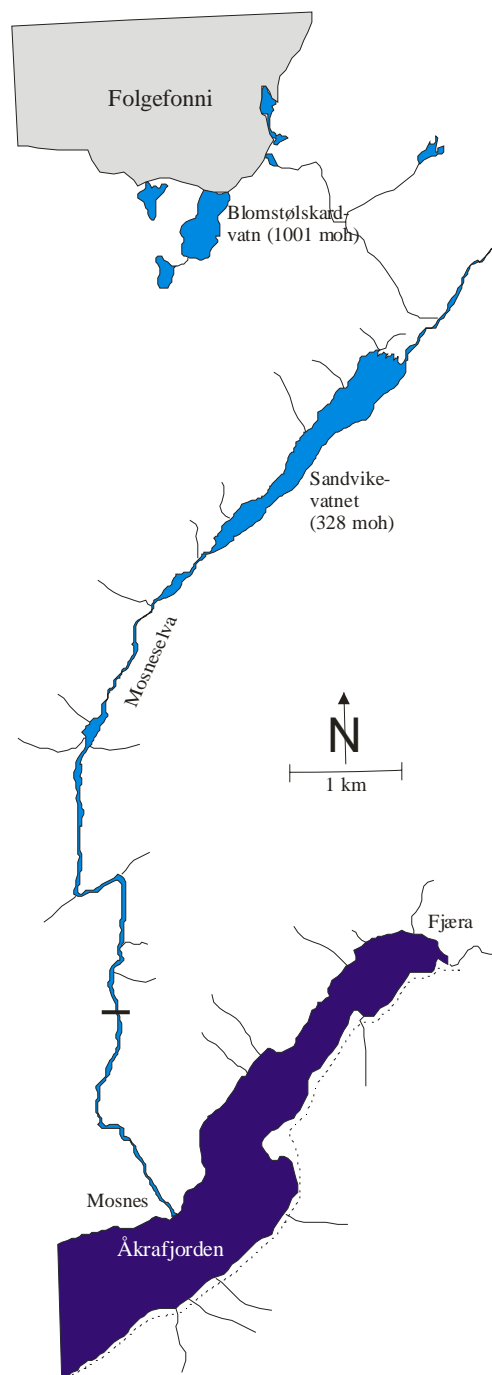 Folgefonni
Blomstølskard-
vatn (1001 moh)
Sandvike-
vatnet
(328 moh)
Mosneselva
N
1 km
Fjæra
Mosnes
Åkrafjorden